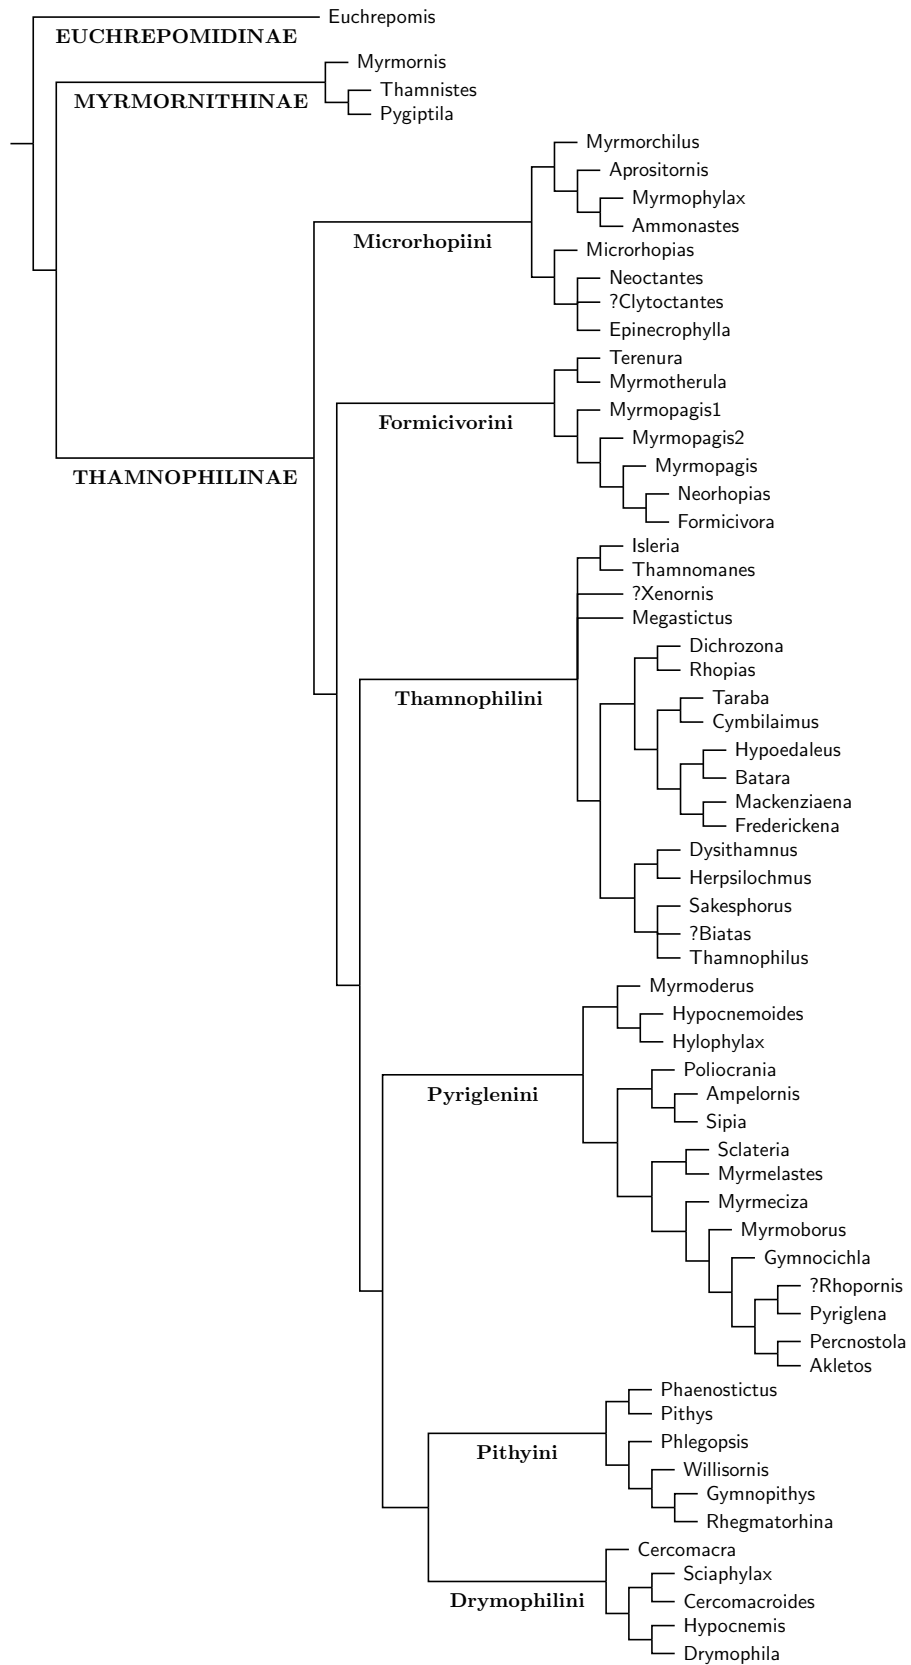 Euchrepomis
EUCHREPOMIDINAE
Myrmornis
Thamnistes
MYRMORNITHINAE
Pygiptila
Myrmorchilus
Aprositornis
Myrmophylax
Ammonastes
Microrhopiini
Microrhopias
Neoctantes
?Clytoctantes
Epinecrophylla
Terenura
Myrmotherula
Myrmopagis1
Formicivorini
Myrmopagis2
Myrmopagis
THAMNOPHILINAE
Neorhopias
Formicivora
Isleria
Thamnomanes
?Xenornis
Megastictus
Dichrozona
Rhopias
Thamnophilini
Taraba
Cymbilaimus
Hypoedaleus
Batara
Mackenziaena
Frederickena
Dysithamnus
Herpsilochmus
Sakesphorus
?Biatas
Thamnophilus
Myrmoderus
Hypocnemoides
Hylophylax
Poliocrania
Pyriglenini
Ampelornis
Sipia
Sclateria
Myrmelastes
Myrmeciza
Myrmoborus
Gymnocichla
?Rhopornis
Pyriglena
Percnostola
Akletos
Phaenostictus
Pithys
Phlegopsis
Pithyini
Willisornis
Gymnopithys
Rhegmatorhina
Cercomacra
Sciaphylax
Drymophilini
Cercomacroides
Hypocnemis
Drymophila